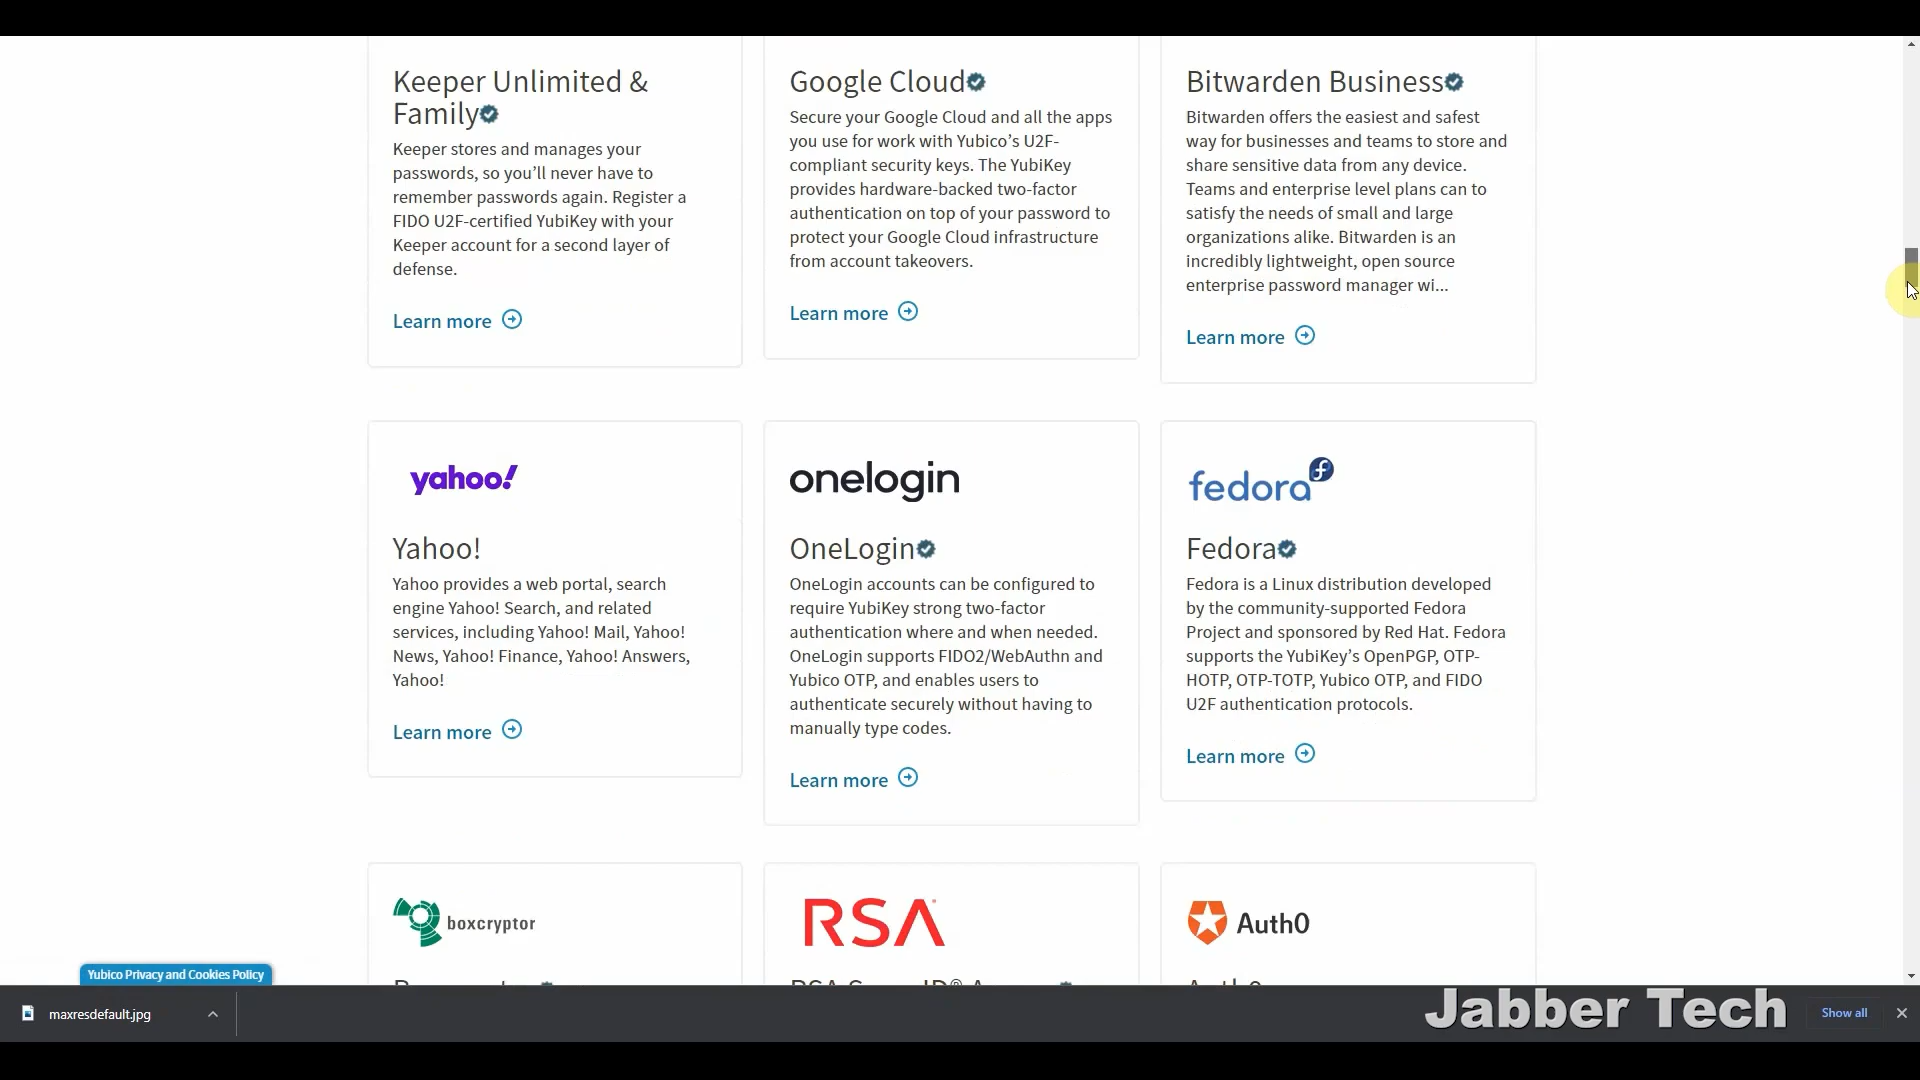 Keeper Unlimited &
Family
Keeper stores and manages your
passwords, so you’ll never have to
remember passwords again. Register a
FIDO U2F-certified YubiKey with your
Keeper account for a second layer of
defense.
Learn more
Google Cloud
Secure your Google Cloud and all the apps
you use for work with Yubico’s U2F-
compliant security keys. The YubiKey
provides hardware-backed two-factor
authentication on top of your password to
protect your Google Cloud infrastructure
from account takeovers.
Learn more
Bitwarden Business
Bitwarden offers the easiest and safest
way for businesses and teams to store and
share sensitive data from any device.
Teams and enterprise level plans can to
satisfy the needs of small and large
organizations alike. Bitwarden is an
incredibly lightweight, open source
enterprise password manager wi...
Learn more
yahoo!
Yahoo!
Yahoo provides a web portal, search
engine Yahoo! Search, and related
services, including Yahoo! Mail, Yahoo!
News, Yahoo! Finance, Yahoo! Answers,
Yahoo!
Learn more
onelogin
OneLogin
OneLogin accounts can be configured to
require YubiKey strong two-factor
authentication where and when needed.
OneLogin supports FIDO2/WebAuthn and
Yubico OTP, and enables users to
authenticate securely without having to
manually type codes.
Learn more
fedora
Fedora
Fedora is a Linux distribution developed
by the community-supported Fedora
Project and sponsored by Red Hat. Fedora
supports the YubiKey’s OpenPGP, OTP-
HOTP, OTP-TOTP, Yubico OTP, and FIDO
U2F authentication protocols.
Learn more
boxcryptor
RSA
Auth0
Auth0
Yubico Privacy and Cookies Policy
maxresdefault.jpg
Jabber Tech
Show all